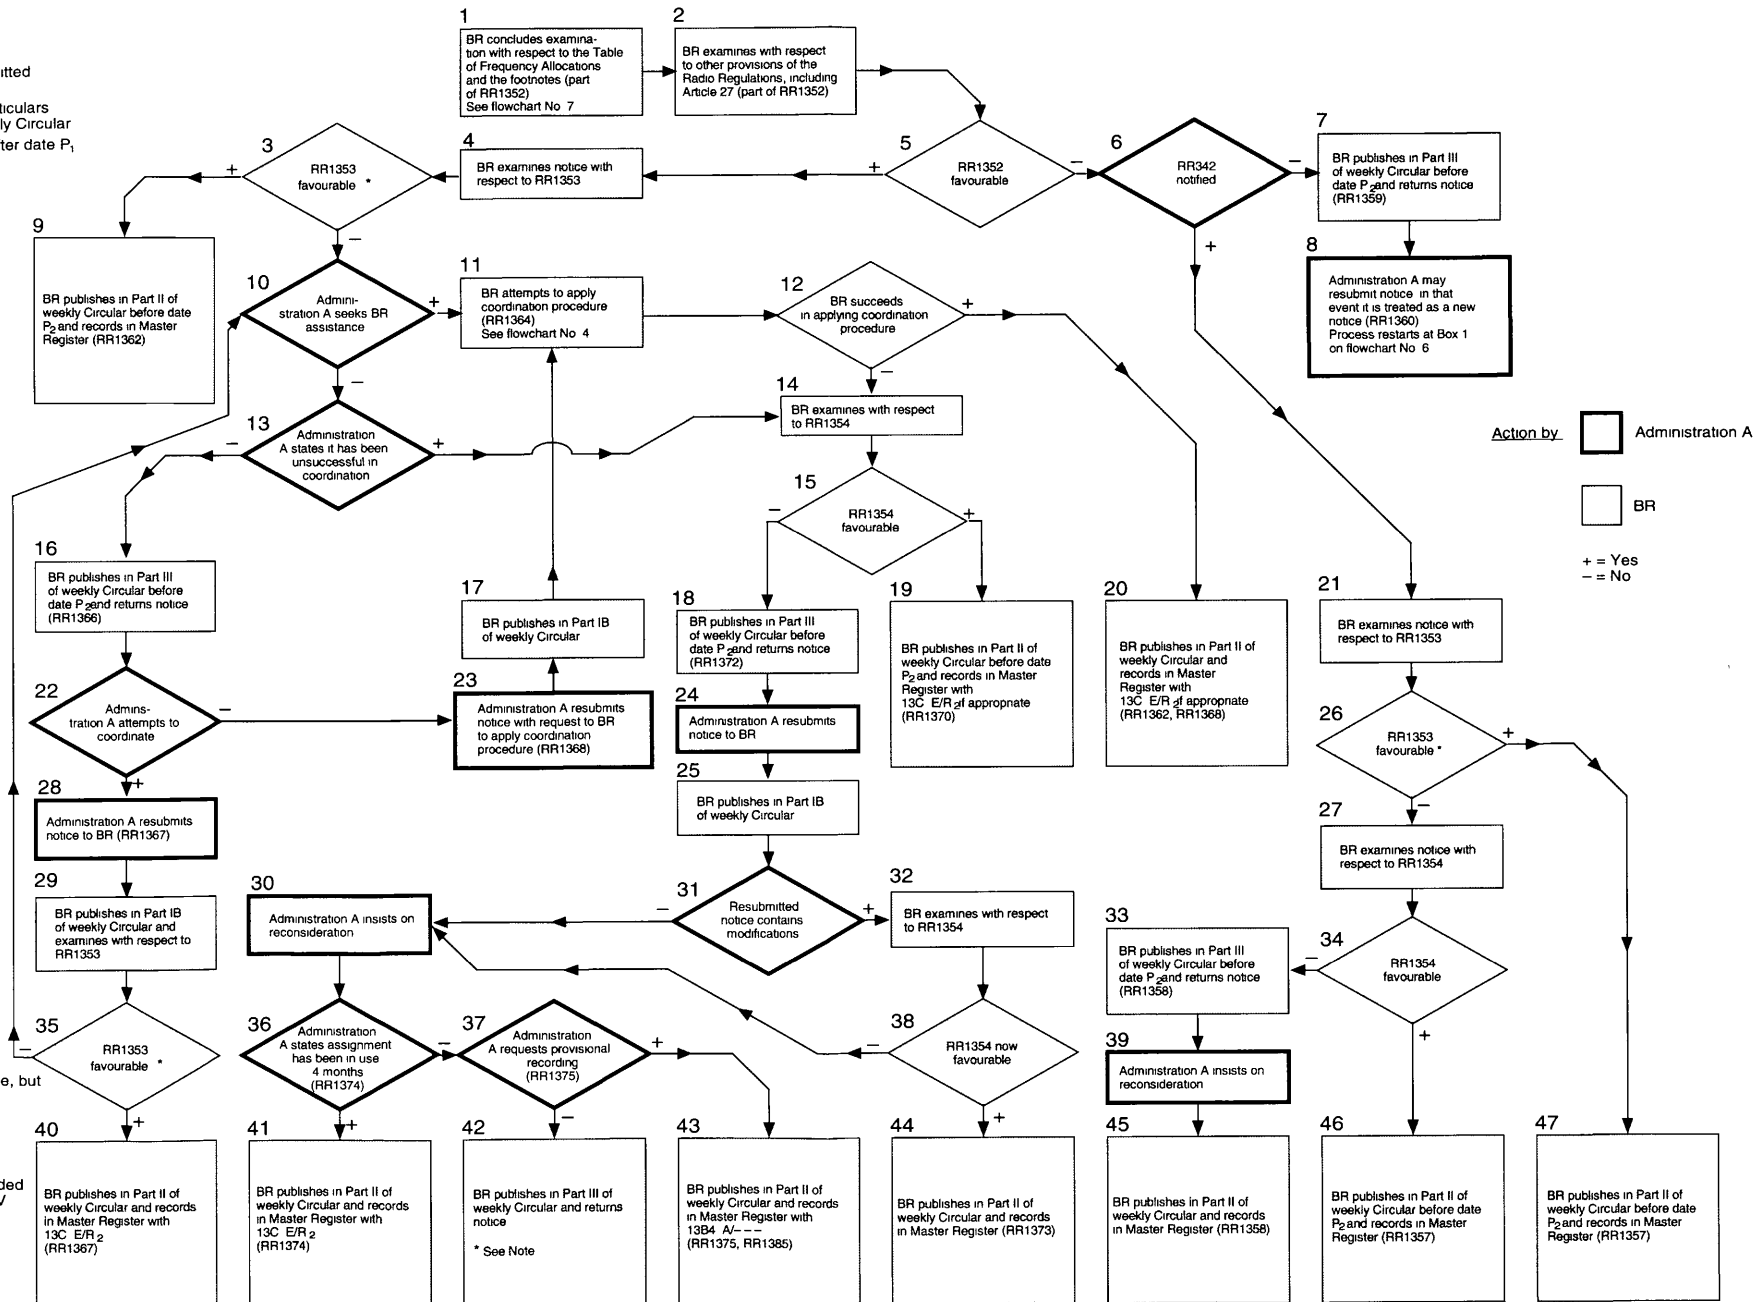 itted
ticulars
ly Circular
ter date P1
1
BR concludes examina-
tion with respect to the Table
of Frequency Allocations
and the footnotes (part
of RR1352)
See flowchart No 7
2
BR examines with respect
to other provisions of the
Radio Regulations, including
Article 27 (part of RR1352)
3
RR1353
favourable *
+
–
4
BR examines notice with
respect to RR1353
5
RR1352
favourable
+
–
6
RR342
notified
–
+
7
BR publishes in Part III
of weekly Circular before
date P2 and returns notice
(RR1359)
8
Administration A may
resubmit notice in that
event it is treated as a new
notice (RR1360)
Process restarts at Box 1
on flowchart No 6
9
BR publishes in Part II of
weekly Circular before date
P2 and records in Master
Register (RR1362)
10
Admini-
stration A seeks BR
assistance
+
–
11
BR attempts to apply
coordination procedure
(RR1364)
See flowchart No 4
12
BR succeeds
in applying coordination
procedure
+
–
13
Administration
A states it has been
unsuccessful in
coordination
–
+
14
BR examines with respect
to RR1354
15
RR1354
favourable
–
+
Action by
Administration A
BR
+ = Yes
– = No
16
BR publishes in Part III
of weekly Circular before
date P2 and returns notice
(RR1366)
17
BR publishes in Part IB
of weekly Circular
18
BR publishes in Part III
of weekly Circular before
date P2 and returns notice
(RR1372)
19
BR publishes in Part II of
weekly Circular before date
P2 and records in Master
Register with
13C E/R2 if appropriate
(RR1370)
20
BR publishes in Part II of
weekly Circular and
records in Master
Register with
13C E/R2 if appropriate
(RR1362, RR1368)
21
BR examines notice with
respect to RR1353
22
Adminis-
tration A attempts to
coordinate
–
+
23
Administration A resubmits
notice with request to BR
to apply coordination
procedure (RR1368)
24
Administration A resubmits
notice to BR
25
BR publishes in Part IB
of weekly Circular
26
RR1353
favourable *
+
–
27
BR examines notice with
respect to RR1354
28
Administration A resubmits
notice to BR (RR1367)
29
BR publishes in Part IB
of weekly Circular and
examines with respect to
RR1353
30
Administration A insists on
reconsideration
31
Resubmitted
notice contains
modifications
–
+
32
BR examines with respect
to RR1354
33
BR publishes in Part III
of weekly Circular before
date P2 and returns notice
(RR1358)
34
RR1354
favourable
–
+
35
RR1353
favourable *
–
+
e, but
36
Administration
A states assignment
has been in use
4 months
(RR1374)
–
+
37
Administration
A requests provisional
recording
(RR1375)
+
–
38
RR1354 now
favourable
–
+
39
Administration A insists on
reconsideration
ded
V
40
BR publishes in Part II of
weekly Circular and records
in Master Register with
13C E/R2
(RR1367)
41
BR publishes in Part II of
weekly Circular and records
in Master Register with
13C E/R2
(RR1374)
42
BR publishes in Part III of
weekly Circular and returns
notice
* See Note
43
BR publishes in Part II of
weekly Circular and records
in Master Register with
13B4 A/– – –
(RR1375, RR1385)
44
BR publishes in Part II of
weekly Circular and records
in Master Register (RR1373)
45
BR publishes in Part II of
weekly Circular and records
in Master Register (RR1358)
46
BR publishes in Part II of
weekly Circular before date
P2 and records in Master
Register (RR1357)
47
BR publishes in Part II of
weekly Circular before date
P2 and records in Master
Register (RR1357)